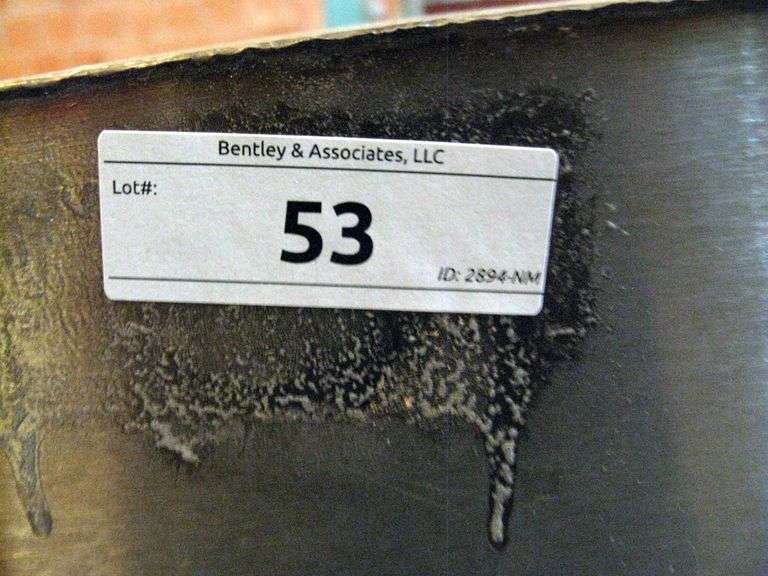 Bentley & Associates, LLC
Lot#:
53
ID: 2894-NM